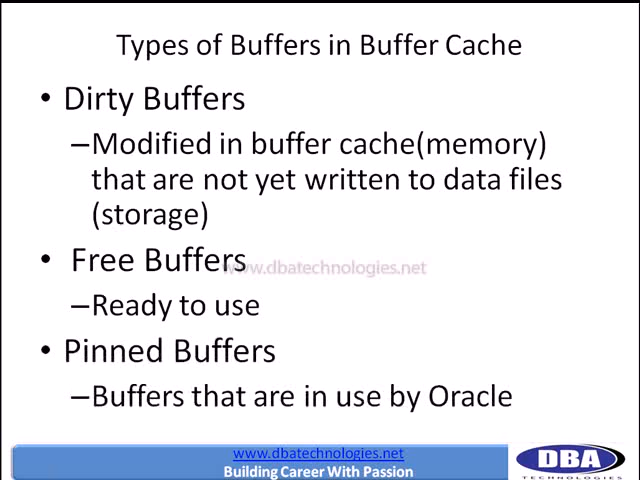 Types of Buffers in Buffer Cache
• Dirty Buffers
–Modified in buffer cache(memory)
that are not yet written to data files
(storage)
• Free Buffers
www.dbatechnologies.net
–Ready to use
• Pinned Buffers
–Buffers that are in use by Oracle
www.dbatechnologies.net
Building Career With Passion
DBA
TECHNOLOGIES